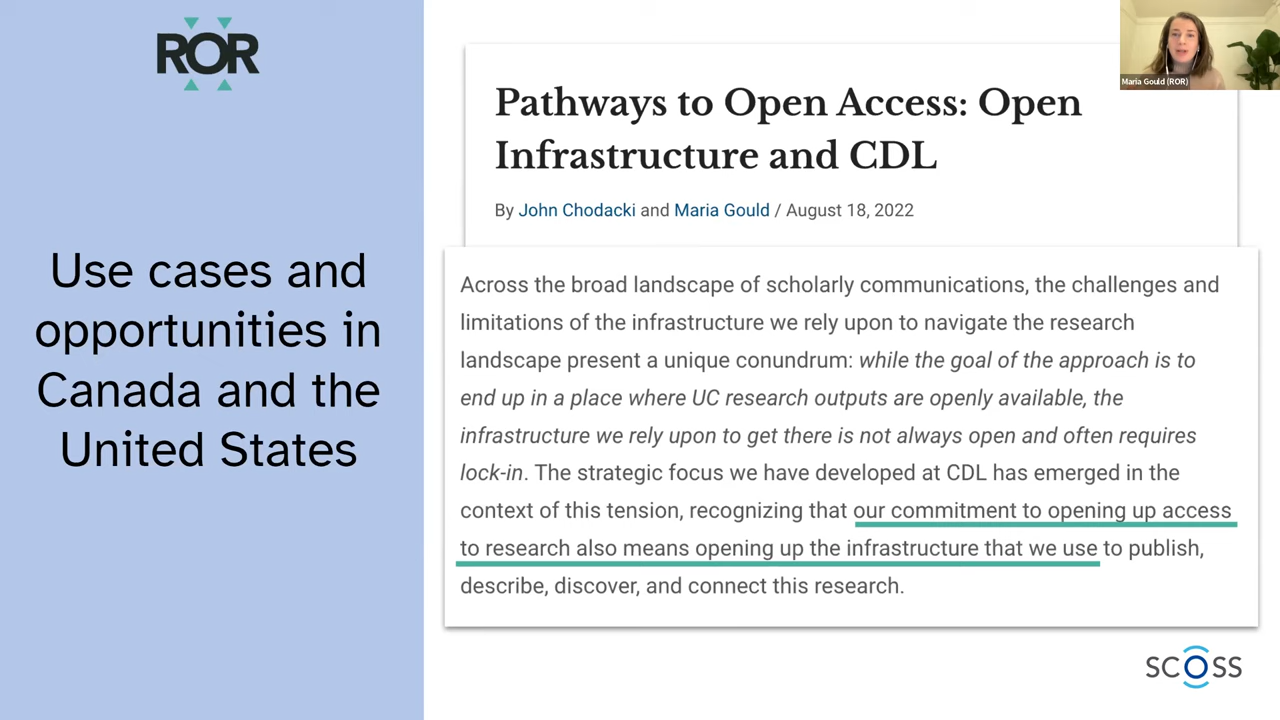 ROR
Use cases and
opportunities in
Canada and the
United States
Pathways to Open Access: Open
Infrastructure and CDL
By John Chodacki and Maria Gould / August 18, 2022
Across the broad landscape of scholarly communications, the challenges and
limitations of the infrastructure we rely upon to navigate the research
landscape present a unique conundrum: while the goal of the approach is to
end up in a place where UC research outputs are openly available, the
infrastructure we rely upon to get there is not always open and often requires
lock-in. The strategic focus we have developed at CDL has emerged in the
context of this tension, recognizing that our commitment to opening up access
to research also means opening up the infrastructure that we use to publish,
describe, discover, and connect this research.
Maria Gould (ROR)
SCOSS